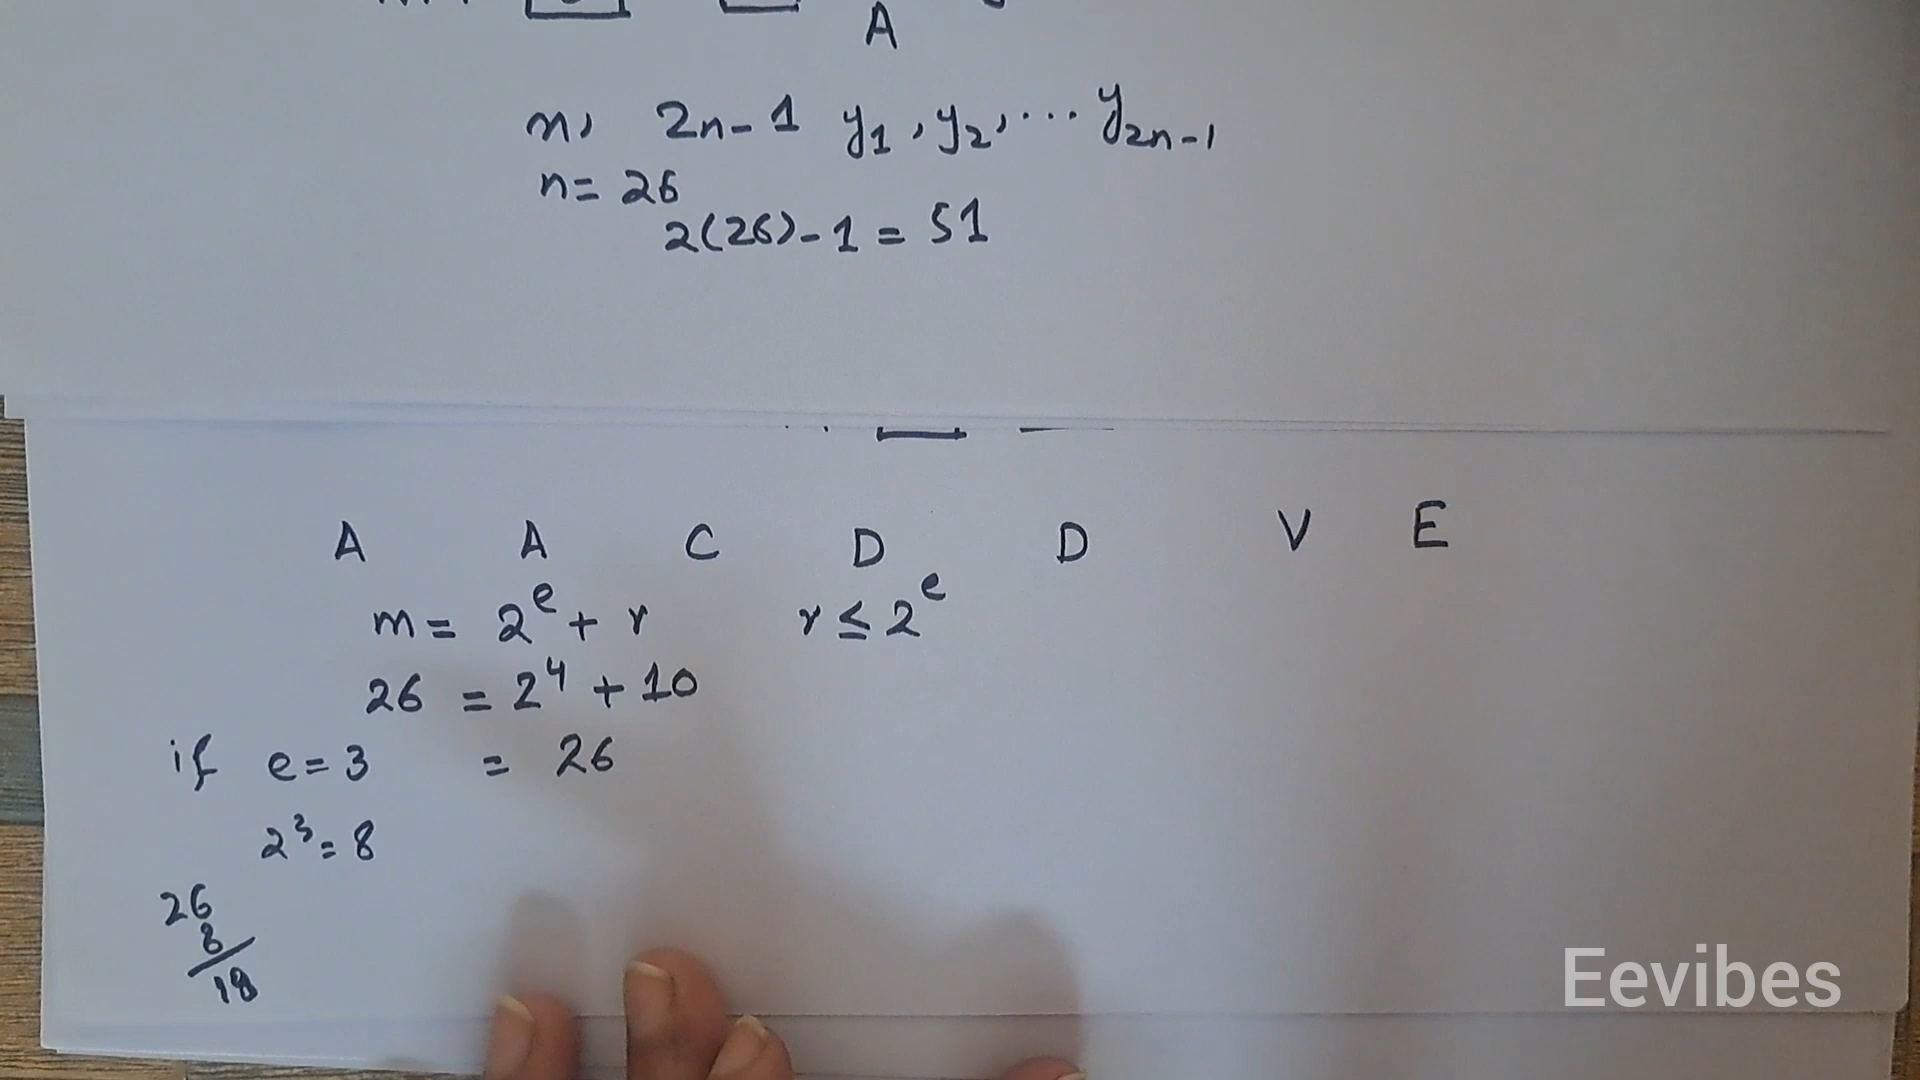 A
n, 2n-1 y1, y2, ... y2n-1
n = 26
2(26)-1 = 51
A A C D D V E
m = 2^e + r r ≤ 2^e
26 = 2^4 + 10
if e = 3 = 26
2^3 = 8
26
8
18
Eevibes